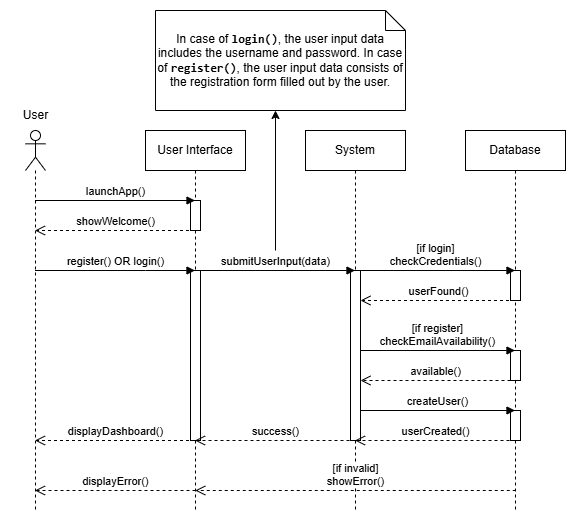 In case of login(), the user input data
includes the username and password. In case
of register(), the user input data consists of
the registration form filled out by the user.
User
User Interface
System
Database
launchApp()
showWelcome()
register() OR login()
submitUserInput(data)
[if login]
checkCredentials()
userFound()
[if register]
checkEmailAvailability()
available()
createUser()
displayDashboard()
success()
userCreated()
[if invalid]
displayError()
showError()